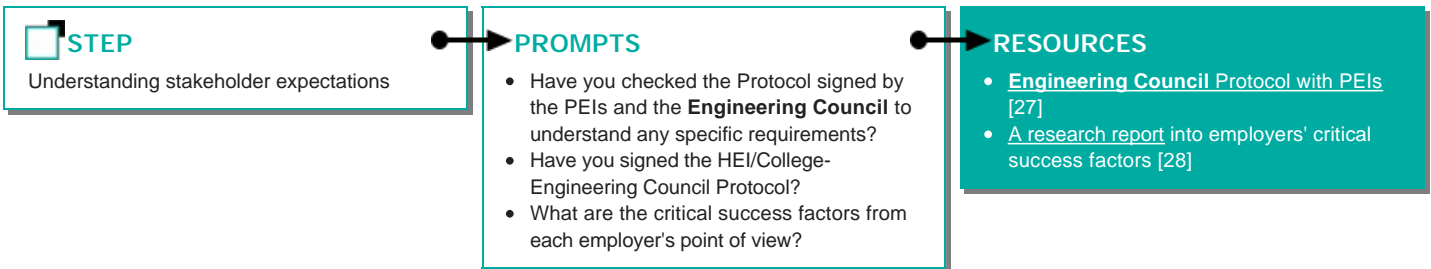 STEP
Understanding stakeholder expectations
PROMPTS
• Have you checked the Protocol signed by
the PEIs and the Engineering Council to
understand any specific requirements?
• Have you signed the HEI/College-
Engineering Council Protocol?
• What are the critical success factors from
each employer's point of view?
RESOURCES
• Engineering Council Protocol with PEIs
[27]
• A research report into employers' critical
success factors [28]